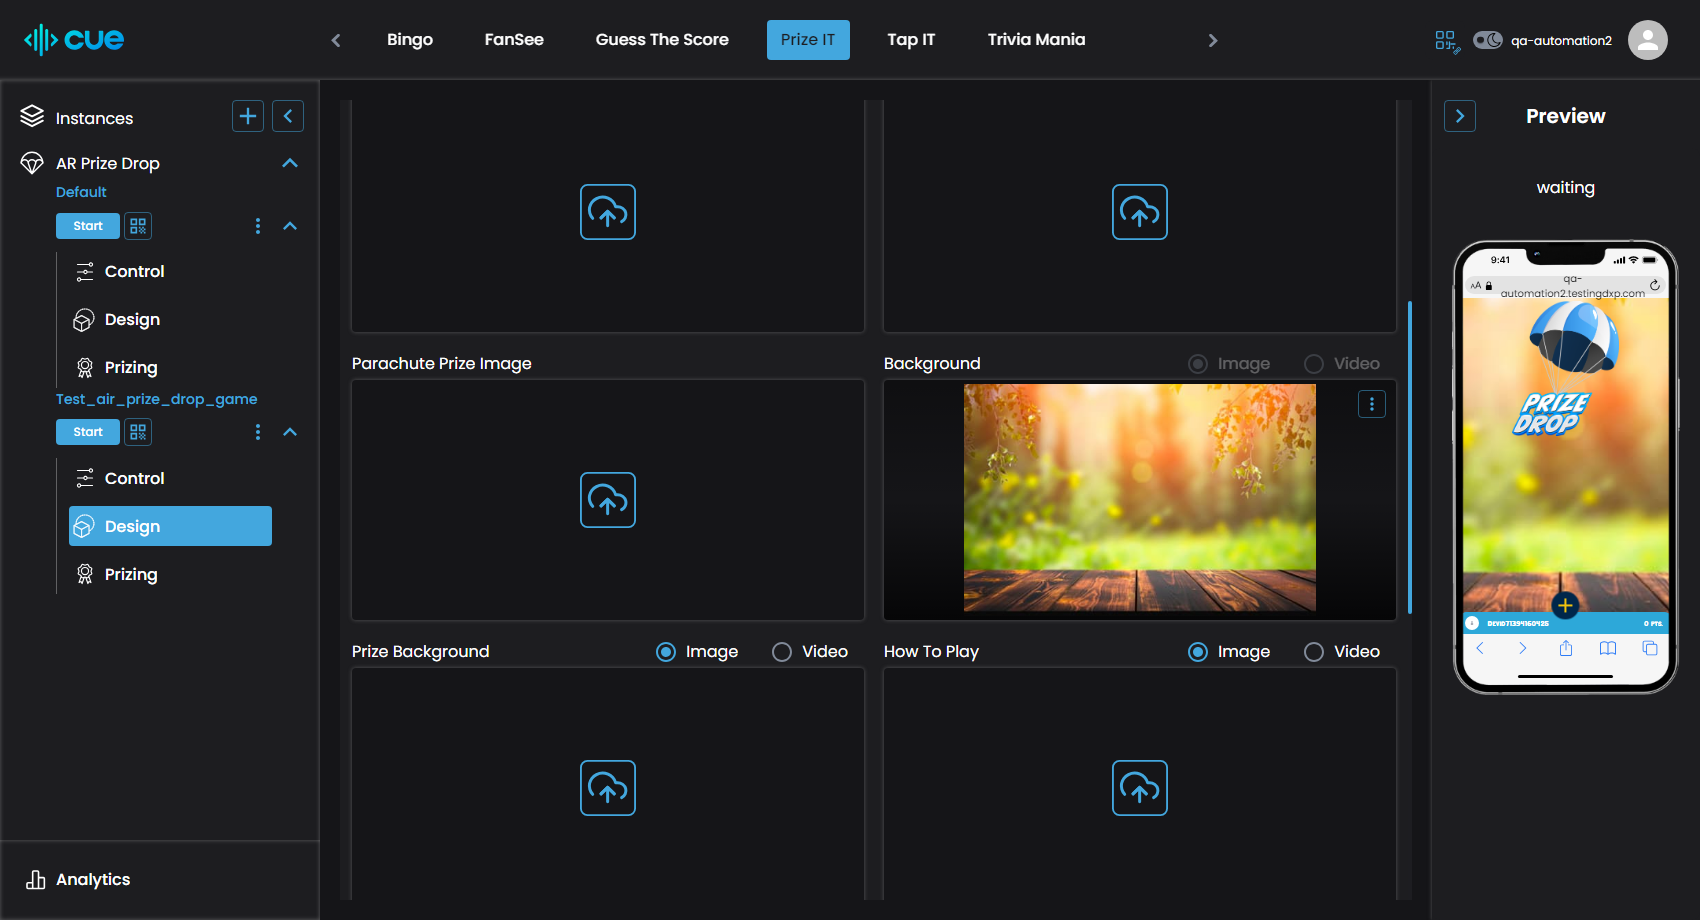 cue
Bingo
FanSee
Guess The Score
Prize IT
Tap IT
Trivia Mania
qa-automation2
Instances
AR Prize Drop
Default
Start
Control
Design
Prizing
Test_air_prize_drop_game
Start
Control
Design
Prizing
Analytics
Parachute Prize Image
Background
Image
Video
Prize Background
Image
Video
How To Play
Image
Video
Preview
waiting
9:41
AA
qa-
automation2.testingdxp.com
PRIZE
DROP
0 PTS.